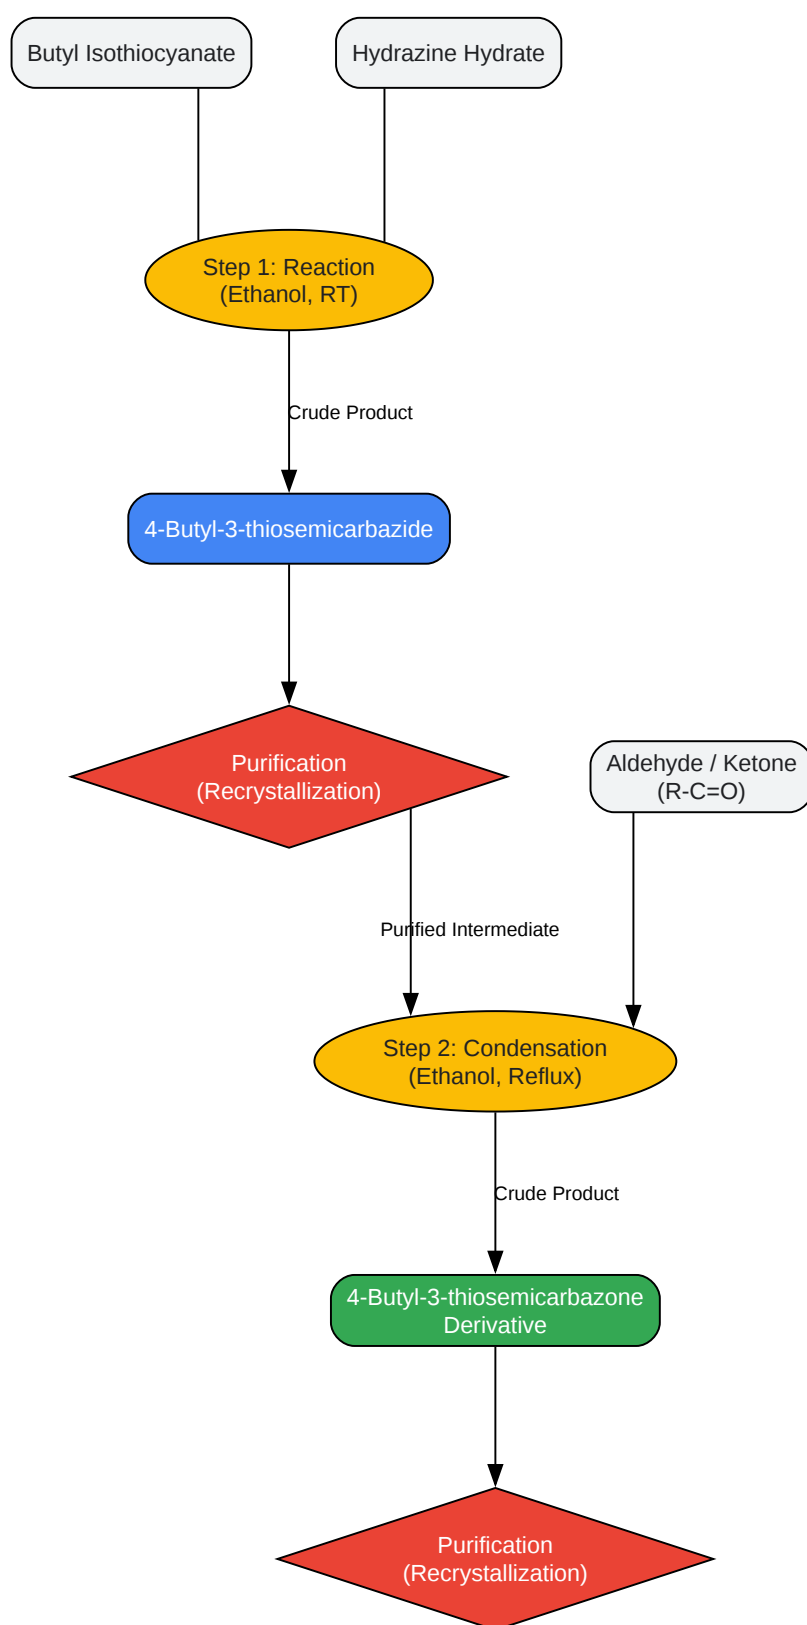 Butyl Isothiocyanate
Hydrazine Hydrate
Step 1: Reaction
(Ethanol, RT)
Crude Product
4-Butyl-3-thiosemicarbazide
Purification
(Recrystallization)
Aldehyde / Ketone
(R-C=O)
Purified Intermediate
Step 2: Condensation
(Ethanol, Reflux)
Crude Product
4-Butyl-3-thiosemicarbazone
Derivative
Purification
(Recrystallization)